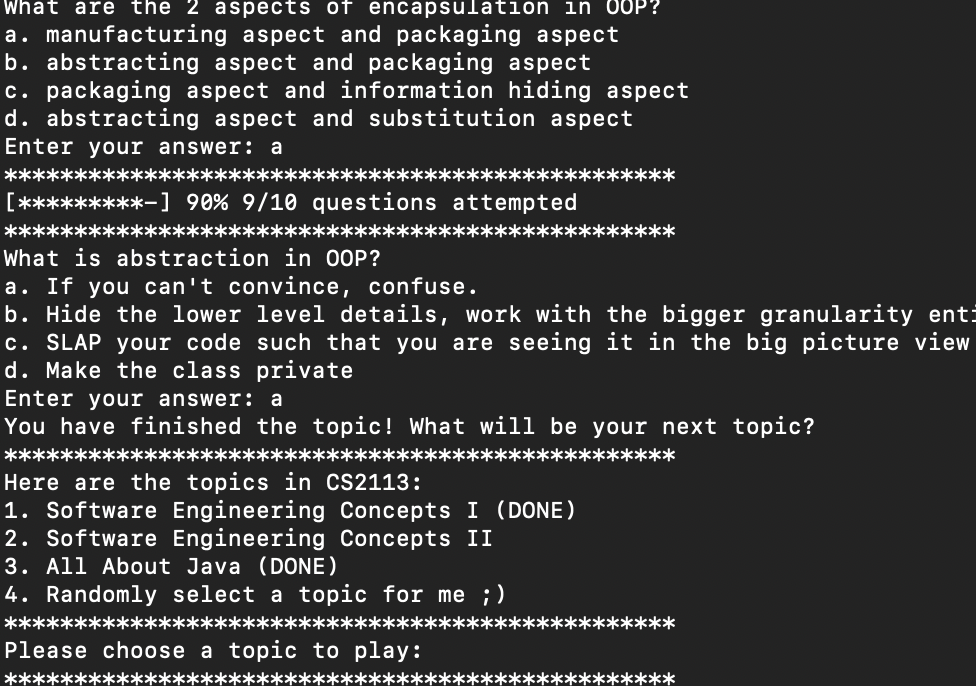 What are the 2 aspects of encapsulation in OOP?
a. manufacturing aspect and packaging aspect
b. abstracting aspect and packaging aspect
c. packaging aspect and information hiding aspect
d. abstracting aspect and substitution aspect
Enter your answer: a
************************************************
[*********-] 90% 9/10 questions attempted
************************************************
What is abstraction in OOP?
a. If you can't convince, confuse.
b. Hide the lower level details, work with the bigger granularity
c. SLAP your code such that you are seeing it in the big picture view
d. Make the class private
Enter your answer: a
You have finished the topic! What will be your next topic?
************************************************
Here are the topics in CS2113:
1. Software Engineering Concepts I (DONE)
2. Software Engineering Concepts II
3. All About Java (DONE)
4. Randomly select a topic for me ;)
************************************************
Please choose a topic to play:
************************************************